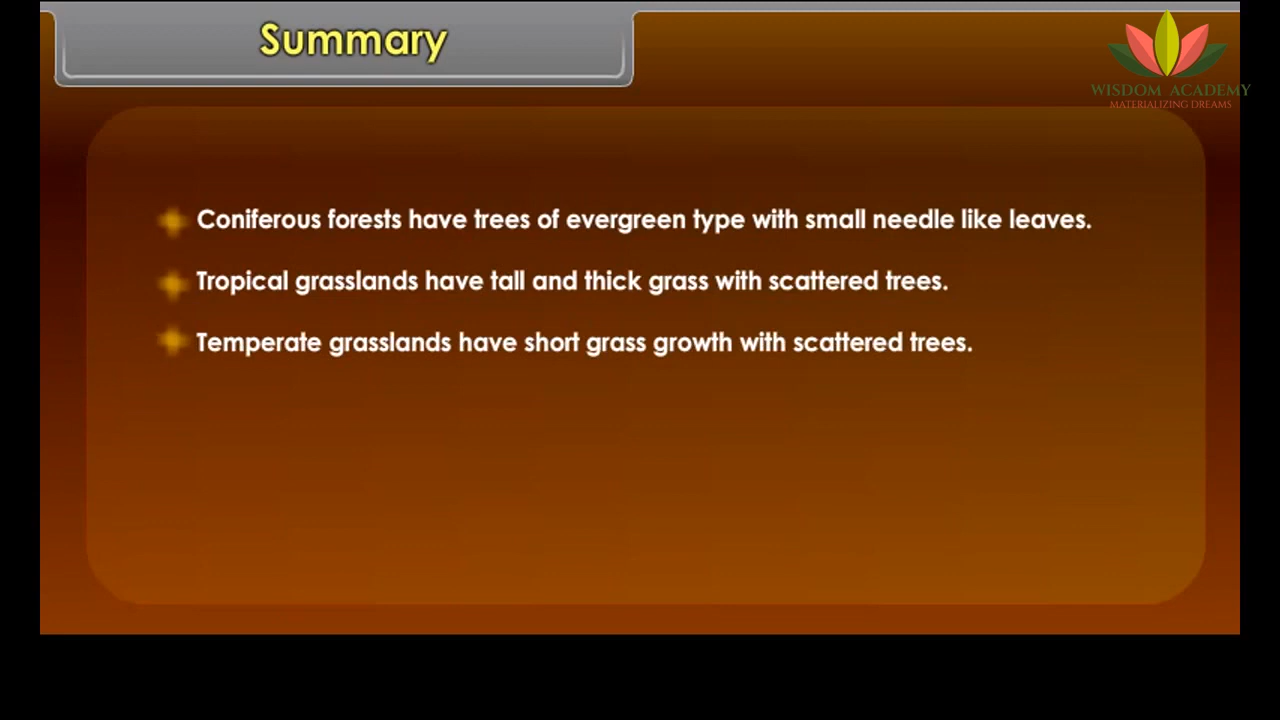 Summary
WISDOM ACADEMY
MATERIALIZING DREAMS
Coniferous forests have trees of evergreen type with small needle like leaves.
Tropical grasslands have tall and thick grass with scattered trees.
Temperate grasslands have short grass growth with scattered trees.